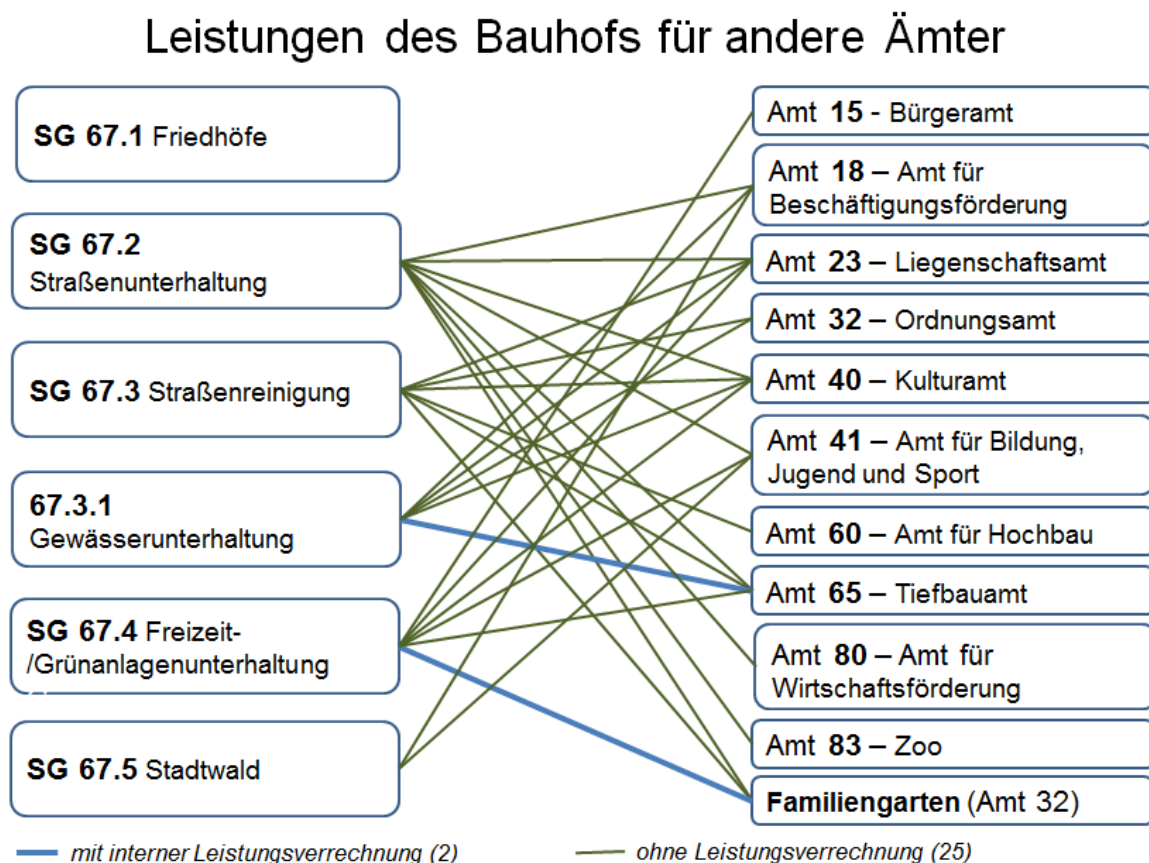 Leistungen des Bauhofs für andere Ämter
SG 67.1 Friedhöfe
SG 67.2
Straßenunterhaltung
SG 67.3 Straßenreinigung
67.3.1
Gewässerunterhaltung
SG 67.4 Freizeit-
/Grünanlagenunterhaltung
SG 67.5 Stadtwald
Amt 15 - Bürgeramt
Amt 18 – Amt für
Beschäftigungsförderung
Amt 23 – Liegenschaftsamt
Amt 32 – Ordnungsamt
Amt 40 – Kulturamt
Amt 41 – Amt für Bildung,
Jugend und Sport
Amt 60 – Amt für Hochbau
Amt 65 – Tiefbauamt
Amt 80 – Amt für
Wirtschaftsförderung
Amt 83 – Zoo
Familiengarten (Amt 32)
mit interner Leistungsverrechnung (2)
ohne Leistungsverrechnung (25)